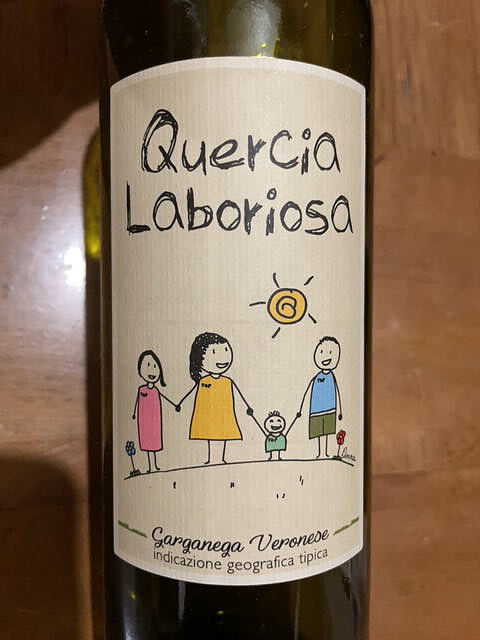 Quercia
Laboriosa
Garganega Veronese
indicazione geografica tipica